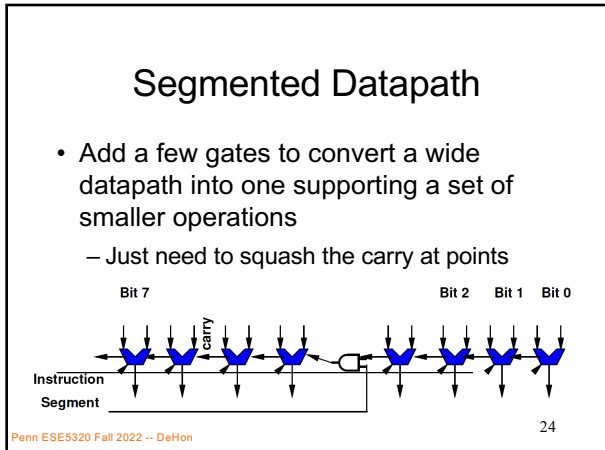 Segmented Datapath
• Add a few gates to convert a wide
datapath into one supporting a set of
smaller operations
– Just need to squash the carry at points
Bit 7
Bit 2
Bit 1
Bit 0
carry
Instruction
Segment
Penn ESE5320 Fall 2022 -- DeHon
24